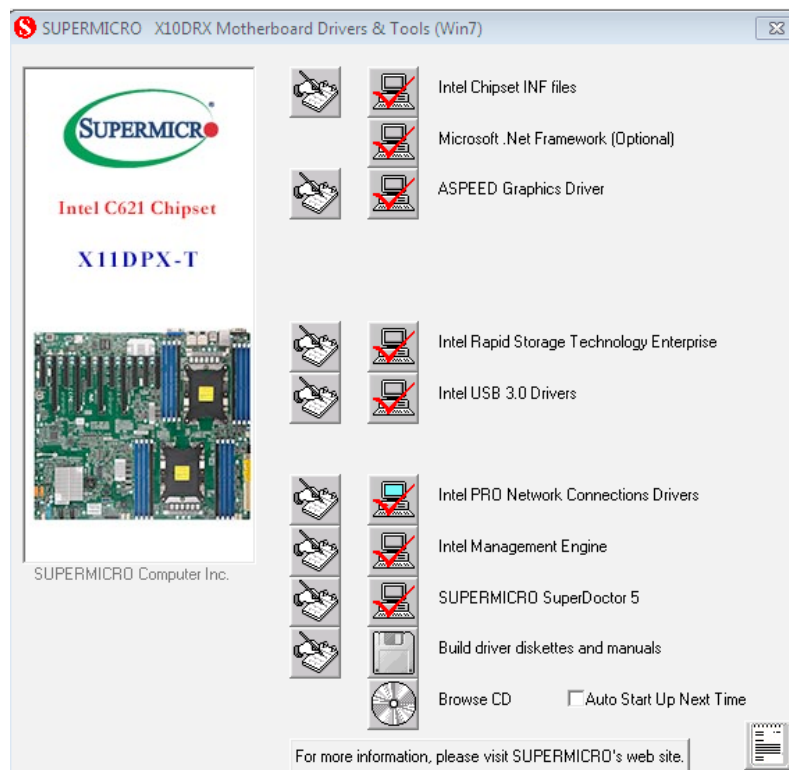 SUPERMICRO X10DRX Motherboard Drivers & Tools (Win7)
SUPERMICRO
Intel C621 Chipset
X11DPX-T
SUPERMICRO Computer Inc.
Intel Chipset INF files
Microsoft .Net Framework (Optional)
ASPEED Graphics Driver
Intel Rapid Storage Technology Enterprise
Intel USB 3.0 Drivers
Intel PRO Network Connections Drivers
Intel Management Engine
SUPERMICRO SuperDoctor 5
Build driver diskettes and manuals
Browse CD Auto Start Up Next Time
For more information, please visit SUPERMICRO's web site.